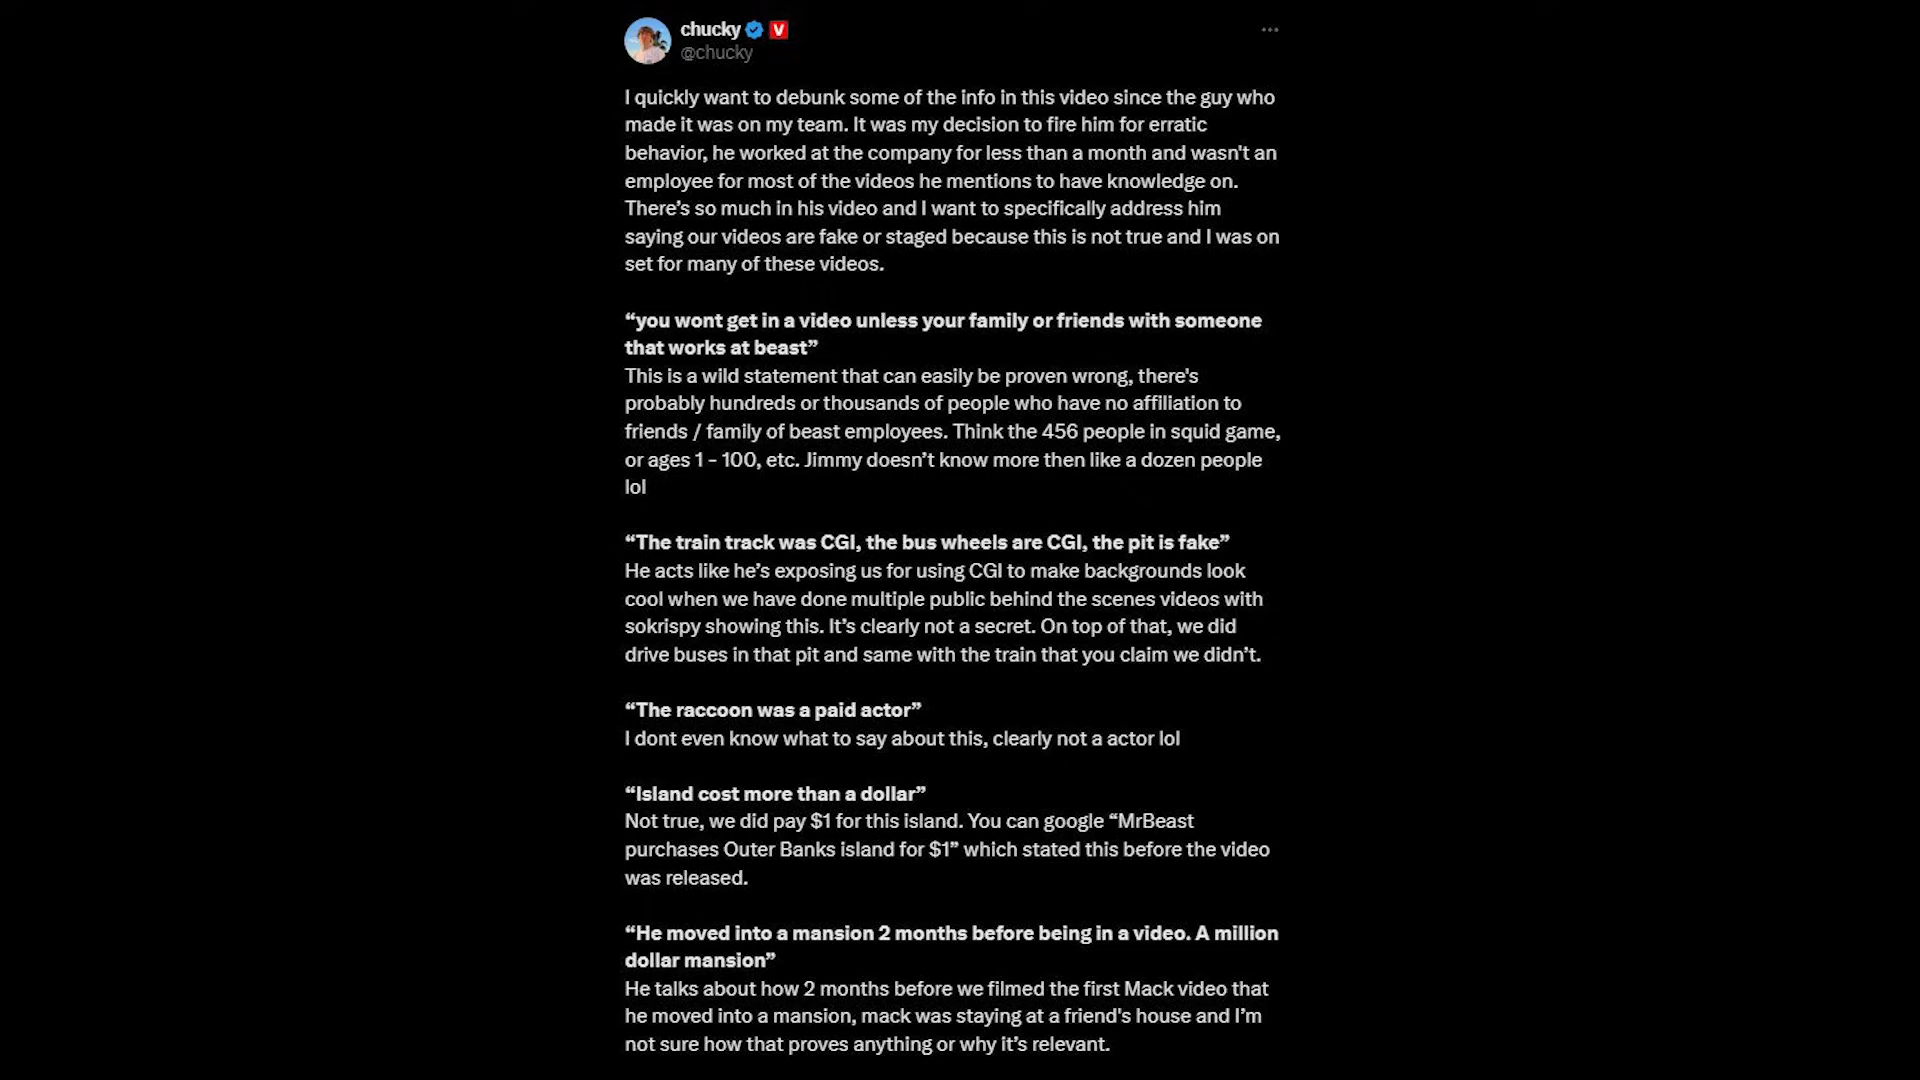 chucky V
@chucky
I quickly want to debunk some of the info in this video since the guy who
made it was on my team. It was my decision to fire him for erratic
behavior, he worked at the company for less than a month and wasn't an
employee for most of the videos he mentions to have knowledge on.
There’s so much in his video and I want to specifically address him
saying our videos are fake or staged because this is not true and I was on
set for many of these videos.
“you wont get in a video unless your family or friends with someone
that works at beast”
This is a wild statement that can easily be proven wrong, there's
probably hundreds or thousands of people who have no affiliation to
friends / family of beast employees. Think the 456 people in squid game,
or ages 1 - 100, etc. Jimmy doesn’t know more then like a dozen people
lol
“The train track was CGI, the bus wheels are CGI, the pit is fake”
He acts like he’s exposing us for using CGI to make backgrounds look
cool when we have done multiple public behind the scenes videos with
sokrispy showing this. It’s clearly not a secret. On top of that, we did
drive buses in that pit and same with the train that you claim we didn’t.
“The raccoon was a paid actor”
I dont even know what to say about this, clearly not a actor lol
“Island cost more than a dollar”
Not true, we did pay $1 for this island. You can google “MrBeast
purchases Outer Banks island for $1” which stated this before the video
was released.
“He moved into a mansion 2 months before being in a video. A million
dollar mansion”
He talks about how 2 months before we filmed the first Mack video that
he moved into a mansion, mack was staying at a friend's house and I’m
not sure how that proves anything or why it’s relevant.